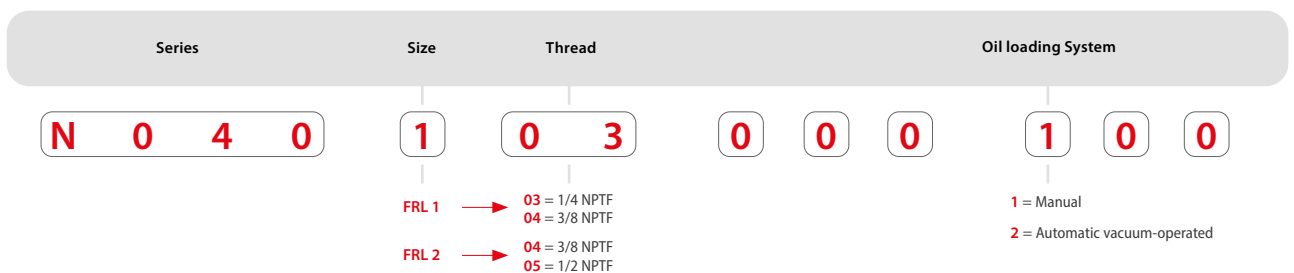 Series Size Thread Oil loading System
N 0 4 0 1 0 3 0 0 0 1 0 0
FRL 1 03 = 1/4 NPTF
04 = 3/8 NPTF
FRL 2 04 = 3/8 NPTF
05 = 1/2 NPTF
1 = Manual
2 = Automatic vacuum-operated